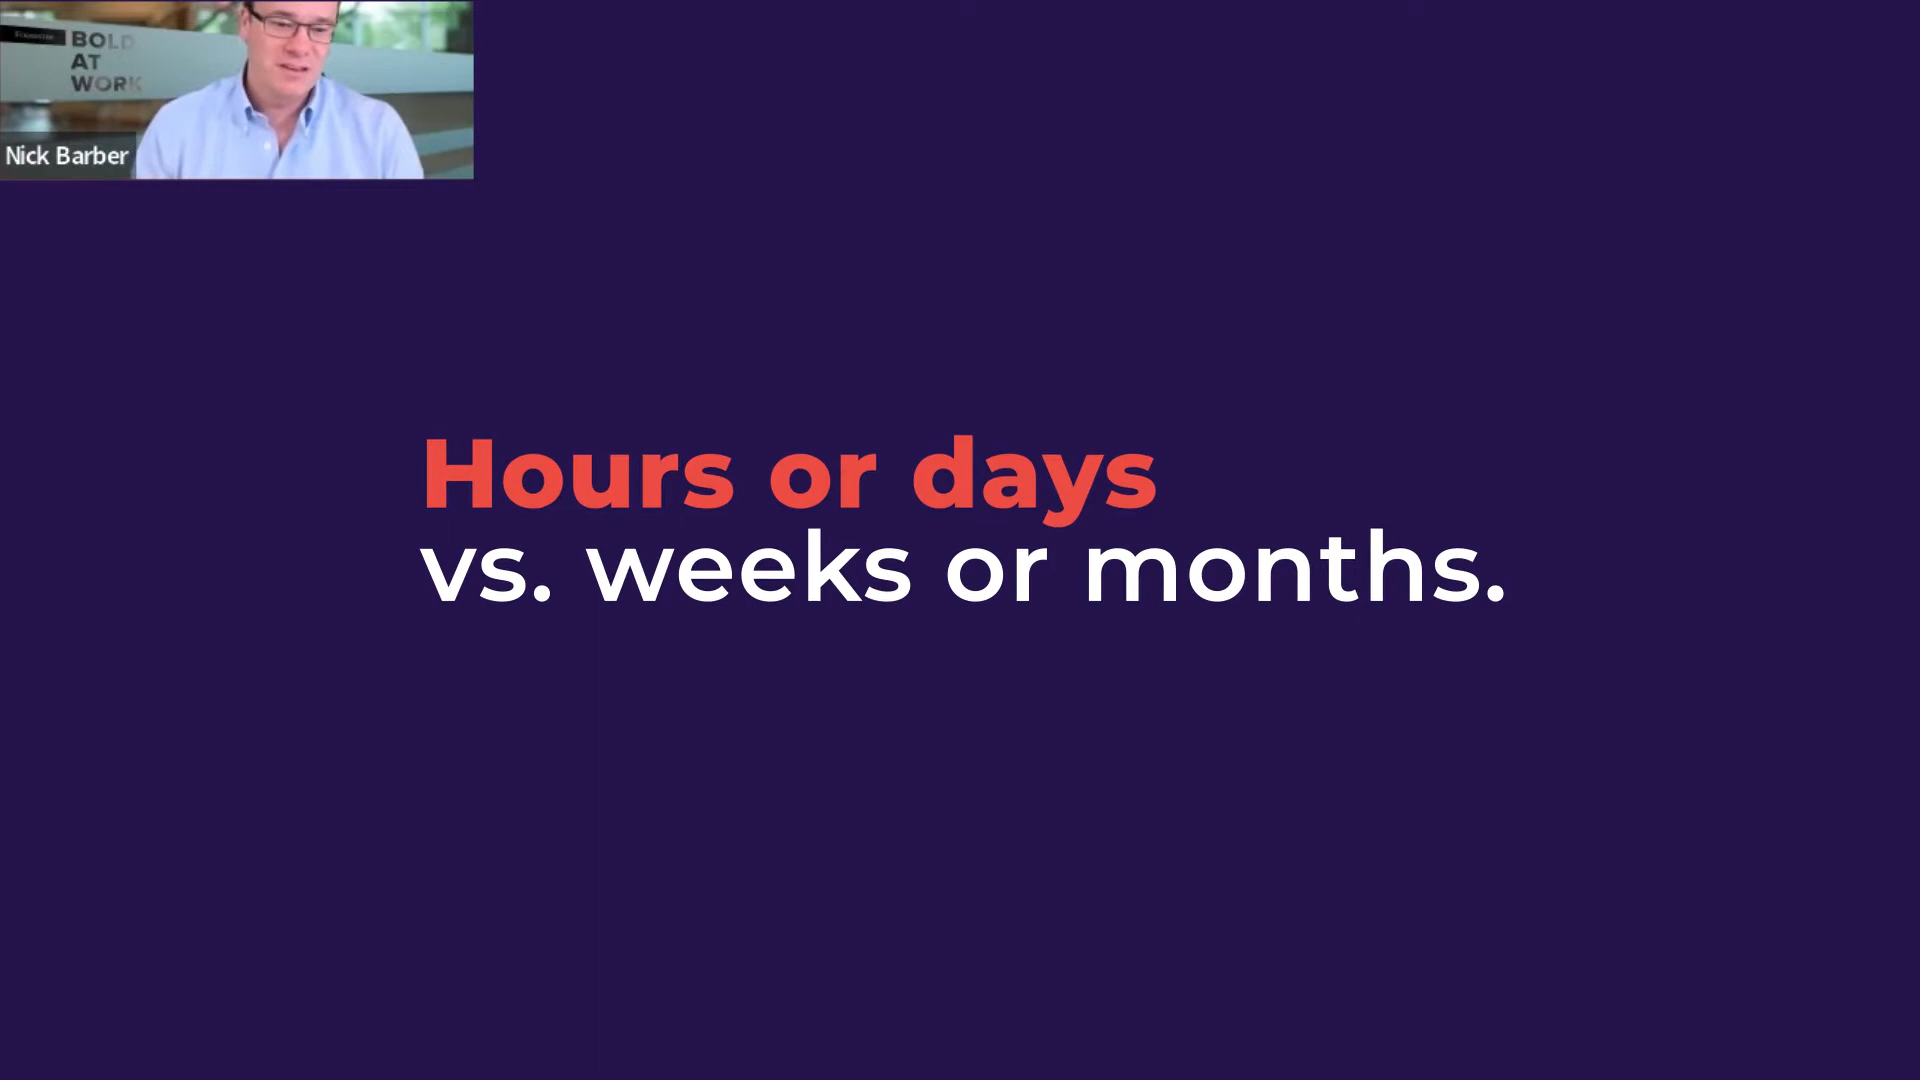 BOLD
AT
WORK
Nick Barber
Hours or days
vs. weeks or months.